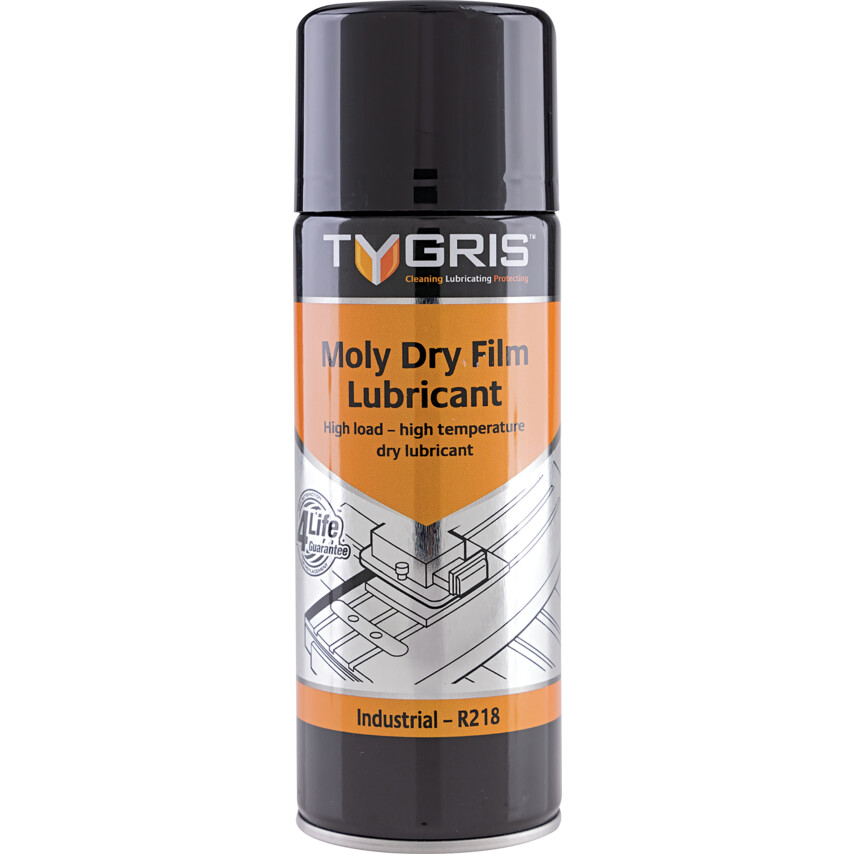 TYGRIS™
Cleaning Lubricating Protecting
Moly Dry Film
Lubricant
High load – high temperature
dry lubricant
4Life
Guarantee
Industrial – R218